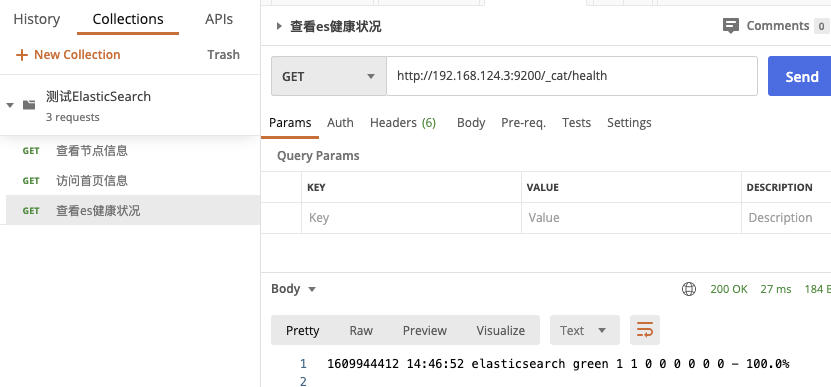 History Collections APIs
+ New Collection Trash
测试ElasticSearch
3 requests
GET 查看节点信息
GET 访问首页信息
GET 查看es健康状况
查看es健康状况 Comments 0
GET http://192.168.124.3:9200/_cat/health Send
Params Auth Headers (6) Body Pre-req. Tests Settings
Query Params
KEY VALUE DESCRIPTION
Key Value Description
Body 200 OK 27 ms 184 B
Pretty Raw Preview Visualize Text
1 1609944412 14:46:52 elasticsearch green 1 1 0 0 0 0 0 0 - 100.0%
2